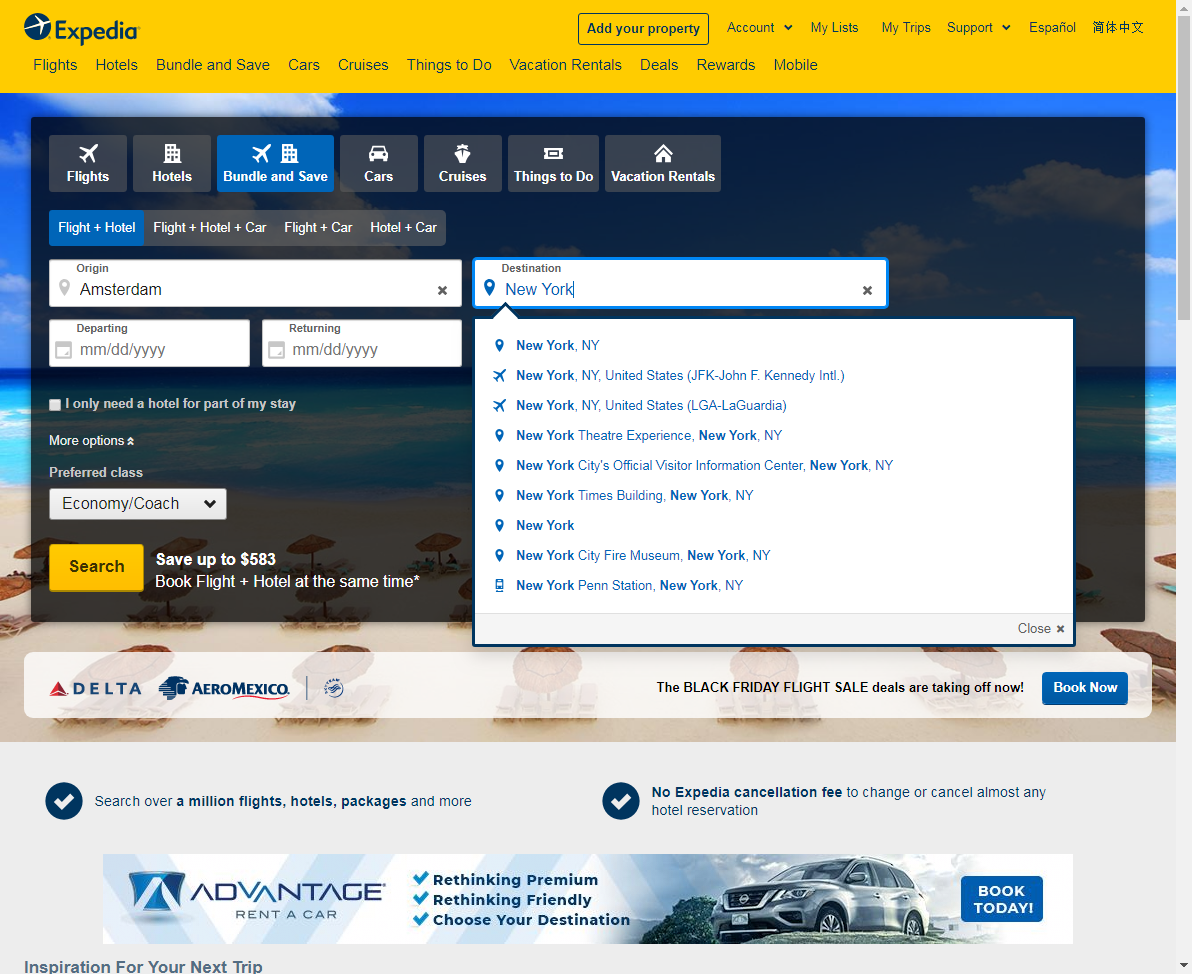 Expedia
Add your property
Account
My Lists
My Trips
Support
Español
简体中文
Flights
Hotels
Bundle and Save
Cars
Cruises
Things to Do
Vacation Rentals
Deals
Rewards
Mobile
Flights
Hotels
Bundle and Save
Cars
Cruises
Things to Do
Vacation Rentals
Flight + Hotel
Flight + Hotel + Car
Flight + Car
Hotel + Car
Origin
Amsterdam
Destination
New York
Departing
mm/dd/yyyy
Returning
mm/dd/yyyy
I only need a hotel for part of my stay
More options
Preferred class
Economy/Coach
Search
Save up to $583
Book Flight + Hotel at the same time*
New York, NY
New York, NY, United States (JFK-John F. Kennedy Intl.)
New York, NY, United States (LGA-LaGuardia)
New York Theatre Experience, New York, NY
New York City's Official Visitor Information Center, New York, NY
New York Times Building, New York, NY
New York
New York City Fire Museum, New York, NY
New York Penn Station, New York, NY
Close
DELTA
AEROMEXICO.
The BLACK FRIDAY FLIGHT SALE deals are taking off now!
Book Now
Search over a million flights, hotels, packages and more
No Expedia cancellation fee to change or cancel almost any
hotel reservation
ADVANTAGE
RENT A CAR
Rethinking Premium
Rethinking Friendly
Choose Your Destination
BOOK
TODAY!
Inspiration For Your Next Trip